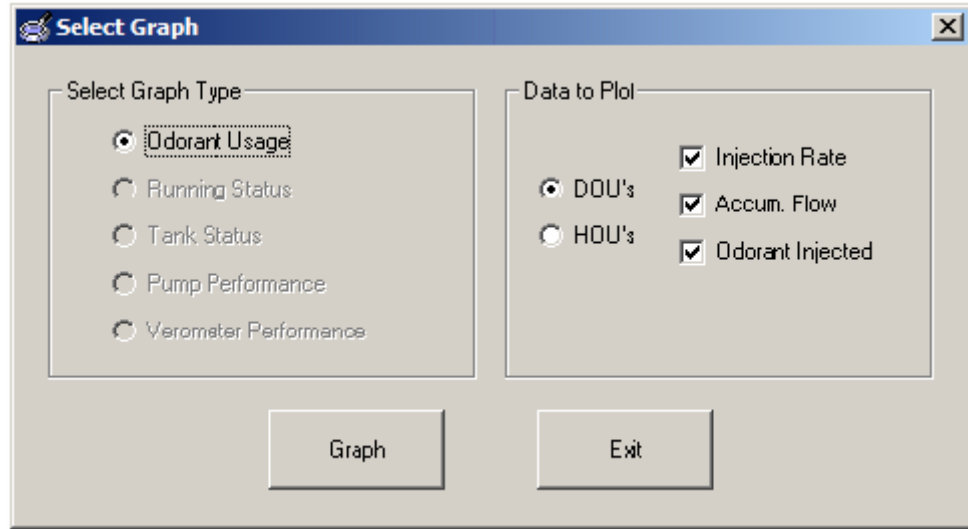 Select Graph
Select Graph Type
Odorant Usage
Running Status
Tank Status
Pump Performance
Verometer Performance
Data to Plot
DOU's
HOU's
Injection Rate
Accum. Flow
Odorant Injected
Graph
Exit